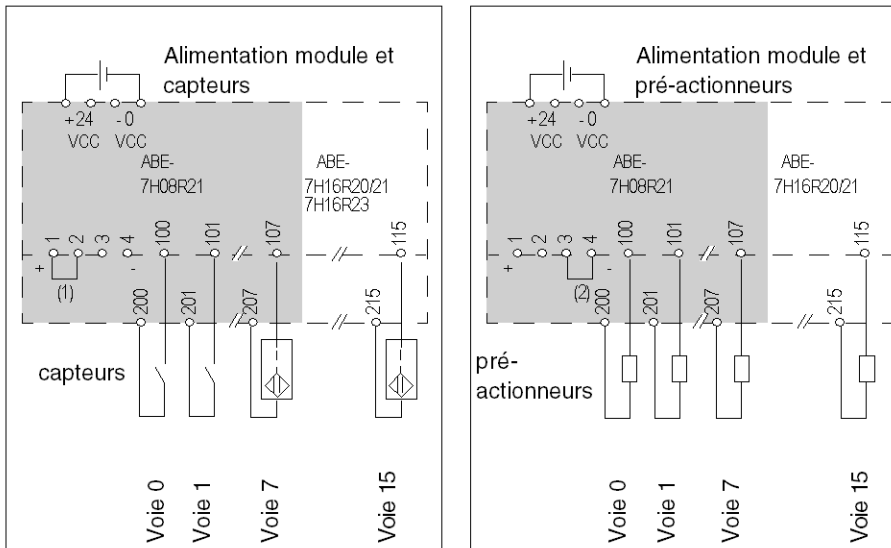 Alimentation module et
capteurs
+24 -0
VCC VCC
ABE-
7H08R21
ABE-
7H16R20/21
7H16R23
1 2 3 4 100 101 107 115
+ -
(1)
200 201 207 215
capteurs
Voie 0
Voie 1
Voie 7
Voie 15
Alimentation module et
pré-actionneurs
+24 -0
VCC VCC
ABE-
7H08R21
ABE-
7H16R20/21
1 2 3 4 100 101 107 115
+ -
(2)
200 201 207 215
pré-
actionneurs
Voie 0
Voie 1
Voie 7
Voie 15